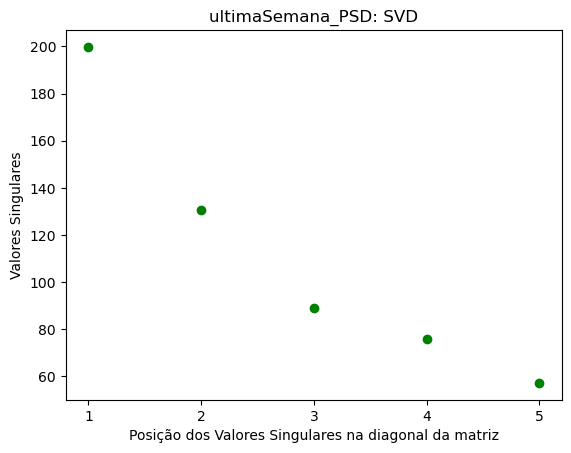 ultimaSemana_PSD: SVD
Valores Singulares
200
180
160
140
120
100
80
60
1 2 3 4 5
Posição dos Valores Singulares na diagonal da matriz